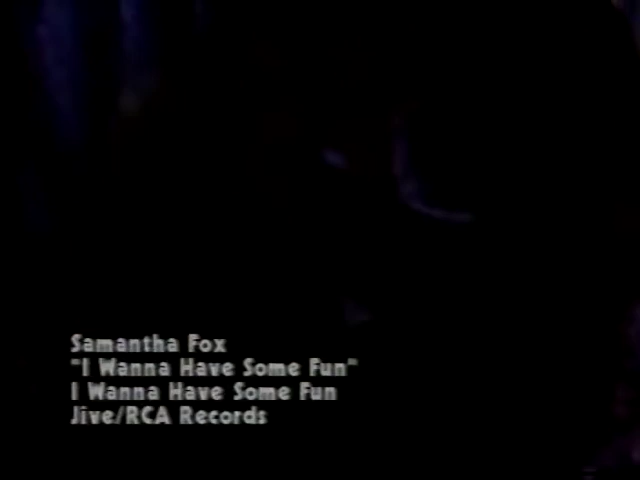 Samantha Fox
"I Wanna Have Some Fun"
I Wanna Have Some Fun
Jive/RCA Records